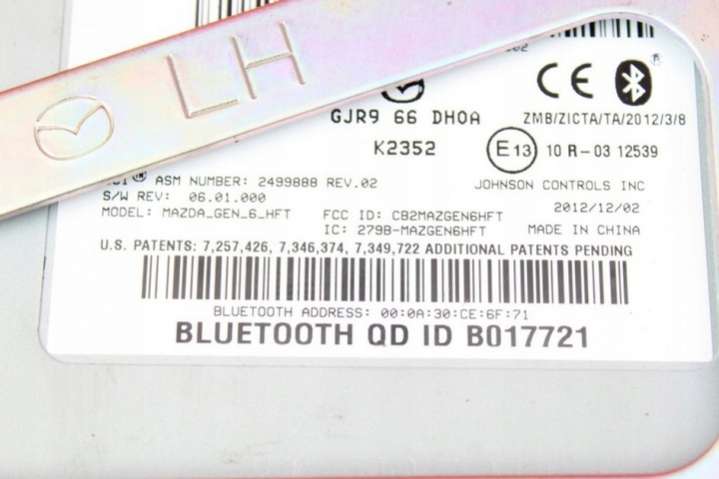 LH
GJR9 66 DH0A
ZMB/ZICTA/TA/2012/3/8
K2352
E13
10 R-03 12539
ASM NUMBER: 2499888 REV.02
JOHNSON CONTROLS INC
S/W REV: 06.01.000
2012/12/02
MODEL: MAZDA_GEN_6_HFT
FCC ID: CB2MAZGEN6HFT
IC: 279B-MAZGEN6HFT
MADE IN CHINA
U.S. PATENTS: 7,257,426, 7,346,374, 7,349,722 ADDITIONAL PATENTS PENDING
BLUETOOTH ADDRESS: 00:0A:30:CE:6F:71
BLUETOOTH QD ID B017721